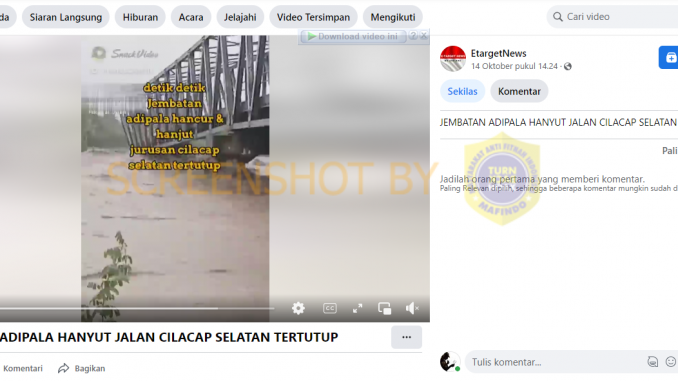 da
Siaran Langsung
Hiburan
Acara
Jelajahi
Video Tersimpan
Mengikuti
Cari video
Download video ini
?
SnackVideo
detik detik
Jembatan
adipala hancur &
hanjut
jurusan cilacap
selatan tertutup
SCREENSHOT BY
CC
ADIPALA HANYUT JALAN CILACAP SELATAN TERTUTUP
Komentari
Bagikan
EtargetNews
14 Oktober pukul 14.24 ·
Sekilas
Komentar
JEMBATAN ADIPALA HANYUT JALAN CILACAP SELATAN
Pali
TURN
MAFINDO
Jadilah orang pertama yang memberi komentar.
Paling Relevan dipilih, sehingga beberapa komentar mungkin sudah d
Tulis komentar...